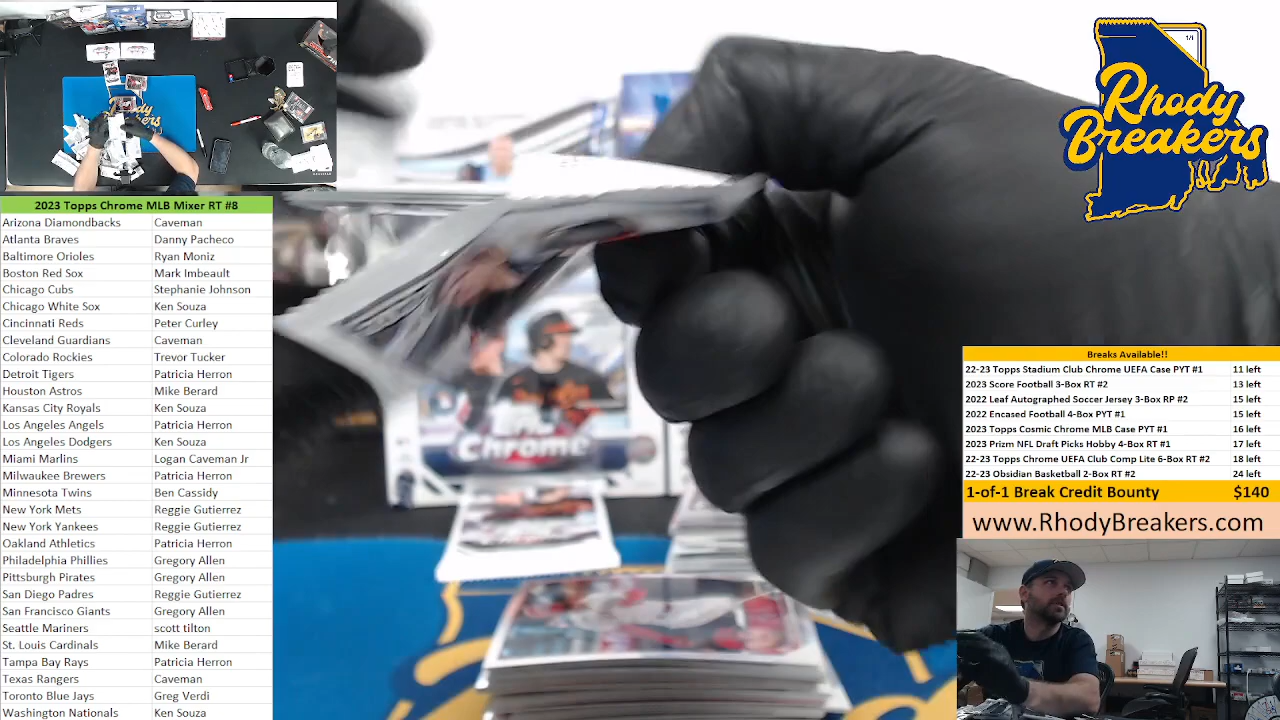 2023 Topps Chrome MLB Mixer RT #8
Arizona Diamondbacks Caveman
Atlanta Braves Danny Pacheco
Baltimore Orioles Ryan Moniz
Boston Red Sox Mark Imbeault
Chicago Cubs Stephanie Johnson
Chicago White Sox Ken Souza
Cincinnati Reds Peter Curley
Cleveland Guardians Caveman
Colorado Rockies Trevor Tucker
Detroit Tigers Patricia Herron
Houston Astros Mike Berard
Kansas City Royals Ken Souza
Los Angeles Angels Patricia Herron
Los Angeles Dodgers Ken Souza
Miami Marlins Logan Caveman Jr
Milwaukee Brewers Patricia Herron
Minnesota Twins Ben Cassidy
New York Mets Reggie Gutierrez
New York Yankees Reggie Gutierrez
Oakland Athletics Patricia Herron
Philadelphia Phillies Gregory Allen
Pittsburgh Pirates Gregory Allen
San Diego Padres Reggie Gutierrez
San Francisco Giants Gregory Allen
Seattle Mariners scott tilton
St. Louis Cardinals Mike Berard
Tampa Bay Rays Patricia Herron
Texas Rangers Caveman
Toronto Blue Jays Greg Verdi
Washington Nationals Ken Souza
Chrome
1/1
Rhody
Breakers
Breaks Available!!
22-23 Topps Stadium Club Chrome UEFA Case PYT #1 11 left
2023 Score Football 3-Box RT #2 13 left
2022 Leaf Autographed Soccer Jersey 3-Box RP #2 15 left
2022 Encased Football 4-Box PYT #1 15 left
2023 Topps Cosmic Chrome MLB Case PYT #1 16 left
2023 Prizm NFL Draft Picks Hobby 4-Box RT #1 17 left
22-23 Topps Chrome UEFA Club Comp Lite 6-Box RT #2 18 left
22-23 Obsidian Basketball 2-Box RT #2 24 left
1-of-1 Break Credit Bounty $140
www.RhodyBreakers.com